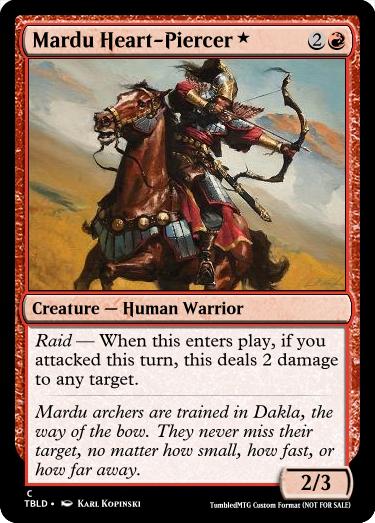 Mardu Heart-Piercer★ 2
Creature — Human Warrior
Raid — When this enters play, if you
attacked this turn, this deals 2 damage
to any target.
Mardu archers are trained in Dakla, the
way of the bow. They never miss their
target, no matter how small, how fast, or
how far away.
2/3
C
TBLD • Karl Kopinski
TumbledMTG Custom Format (NOT FOR SALE)